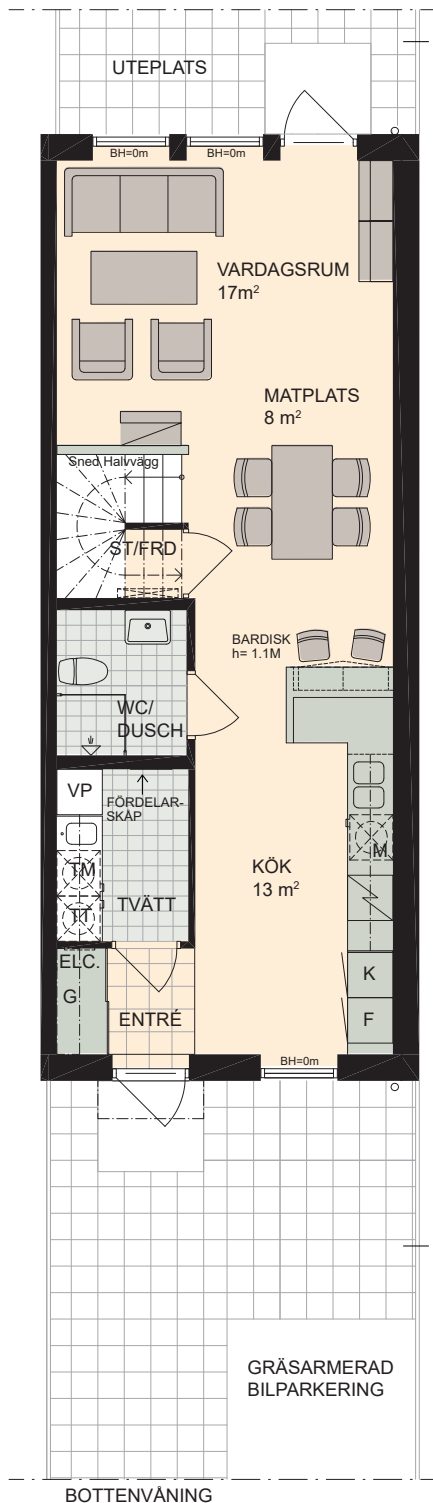 UTEPLATS
BH=0m
BH=0m
VARDAGSRUM
17m²
MATPLATS
8 m²
Sned Halvvägg
ST/FRD
BARDISK
h= 1.1M
WC/
DUSCH
VP
FÖRDELAR-
SKÅP
M
TM
KÖK
13 m²
TVÄTT
TT
ELC.
K
G
ENTRÉ
F
BH=0m
GRÄSARMERAD
BILPARKERING
BOTTENVÅNING